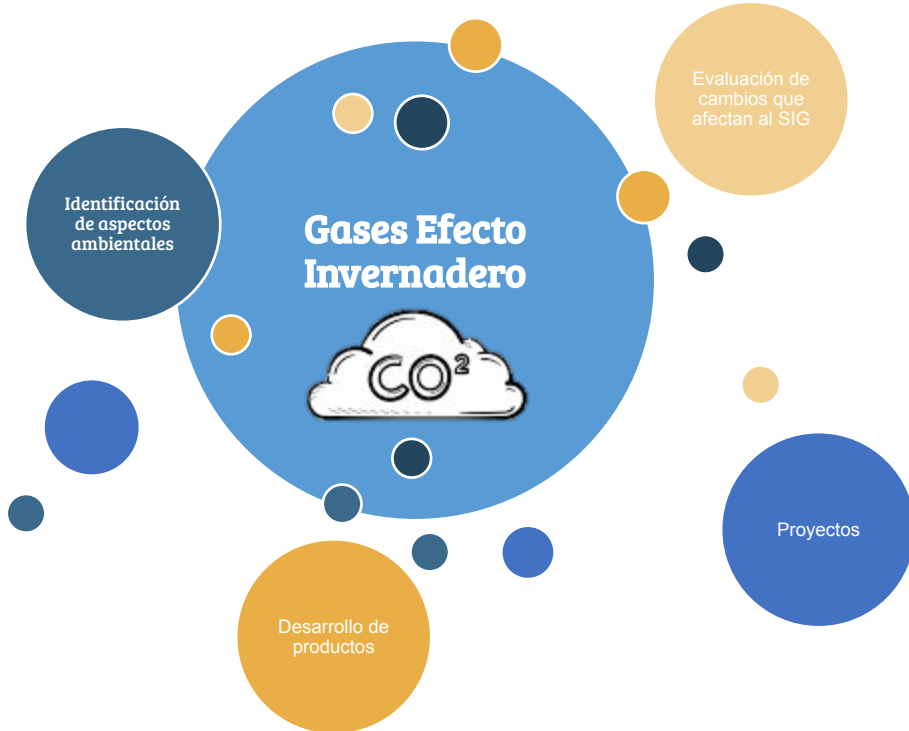 Evaluación de
cambios que
afectan al SIG
Identificación
de aspectos
ambientales
Gases Efecto
Invernadero
CO²
Proyectos
Desarrollo de
productos